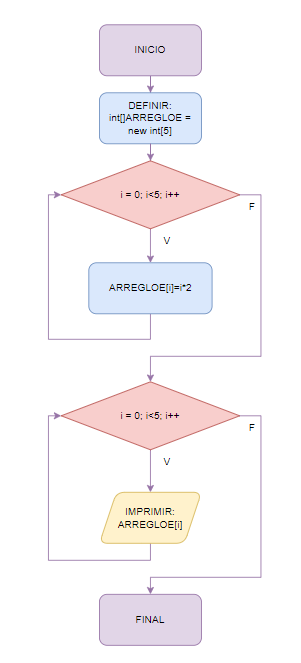 INICIO
DEFINIR:
int[]ARREGLOE =
new int[5]
i = 0; i<5; i++
F
V
ARREGLOE[i]=i*2
i = 0; i<5; i++
F
V
IMPRIMIR:
ARREGLOE[i]
FINAL